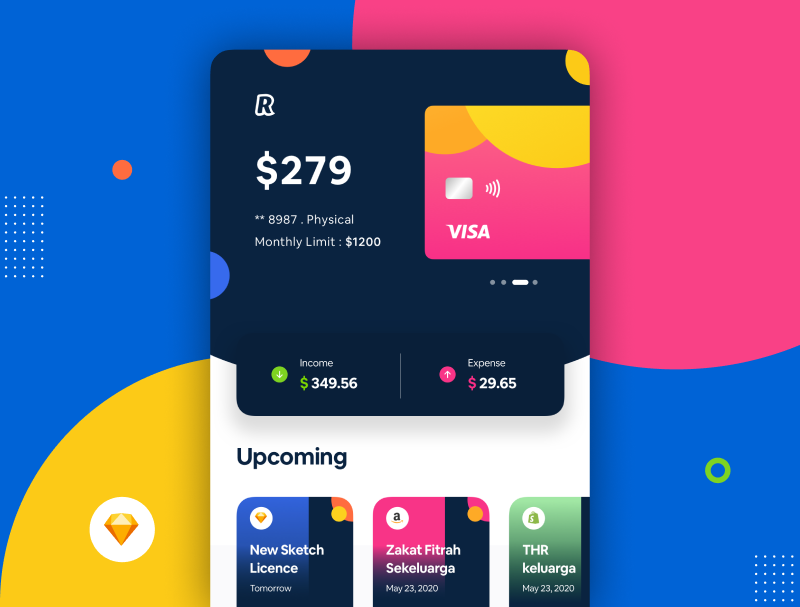 R
$279
** 8987 . Physical
Monthly Limit : $1200
VISA
Income
$ 349.56
Expense
$ 29.65
Upcoming
New Sketch
Licence
Tomorrow
a
Zakat Fitrah
Sekeluarga
May 23, 2020
THR
keluarga
May 23, 2020